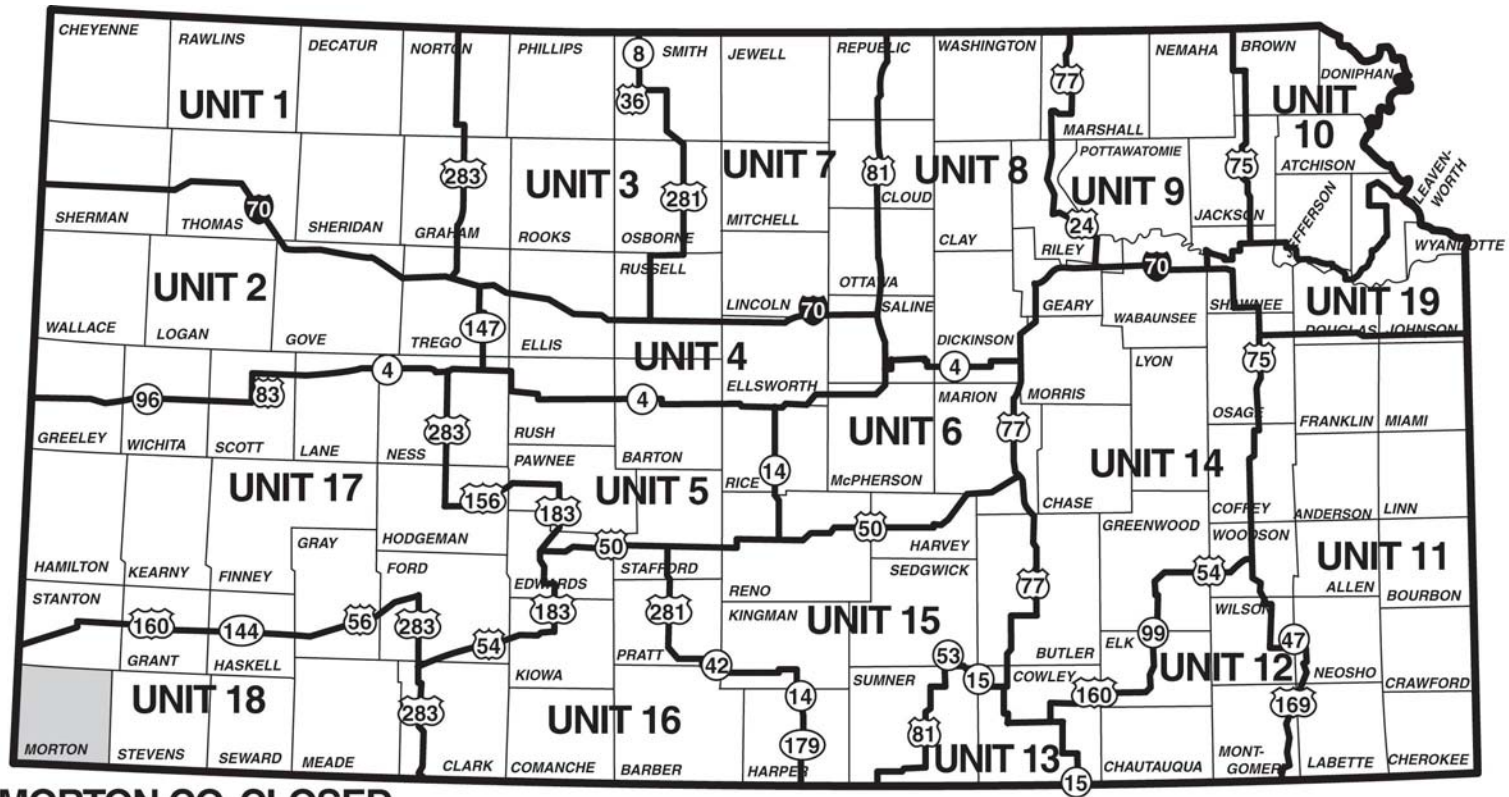 CHEYENNE
RAWLINS
DECATUR
NORTON
PHILLIPS
8
SMITH
JEWELL
REPUBLIC
WASHINGTON
NEMAHA
BROWN
DONIPHAN
36
77
UNIT 1
UNIT
10
MARSHALL
POTTAWATOMIE
283
UNIT 3
281
UNIT 7
81
UNIT 8
UNIT 9
75
ATCHISON
LEAVEN-
WORTH
JEFFERSON
SHERMAN
THOMAS
70
SHERIDAN
GRAHAM
ROOKS
OSBORNE
MITCHELL
CLOUD
CLAY
24
RILEY
JACKSON
WYANDOTTE
RUSSELL
70
UNIT 2
OTTAWA
LINCOLN
70
SALINE
GEARY
WABAUNSEE
SHAWNEE
UNIT 19
DOUGLAS
JOHNSON
WALLACE
LOGAN
GOVE
TREGO
147
ELLIS
UNIT 4
DICKINSON
4
LYON
75
96
83
4
4
ELLSWORTH
MARION
MORRIS
GREELEY
WICHITA
SCOTT
LANE
NESS
283
RUSH
BARTON
UNIT 6
77
OSAGE
FRANKLIN
MIAMI
PAWNEE
RICE
14
McPHERSON
UNIT 14
UNIT 17
156
183
UNIT 5
CHASE
COFFEY
ANDERSON
LINN
GRAY
HODGEMAN
50
50
HARVEY
GREENWOOD
WOODSON
UNIT 11
HAMILTON
KEARNY
FINNEY
FORD
EDWARDS
STAFFORD
RENO
SEDGWICK
77
54
ALLEN
BOURBON
STANTON
160
144
56
283
54
183
281
KINGMAN
UNIT 15
WILSON
GRANT
HASKELL
KIOWA
PRATT
42
53
15
BUTLER
ELK
99
UNIT 12
47
NEOSHO
CRAWFORD
UNIT 18
283
UNIT 16
14
SUMNER
COWLEY
160
169
MORTON
STEVENS
SEWARD
MEADE
CLARK
COMANCHE
BARBER
179
HARPER
81
UNIT 13
15
CHAUTAUQUA
MONT-
GOMERY
LABETTE
CHEROKEE
MORTON CO. CLOSED